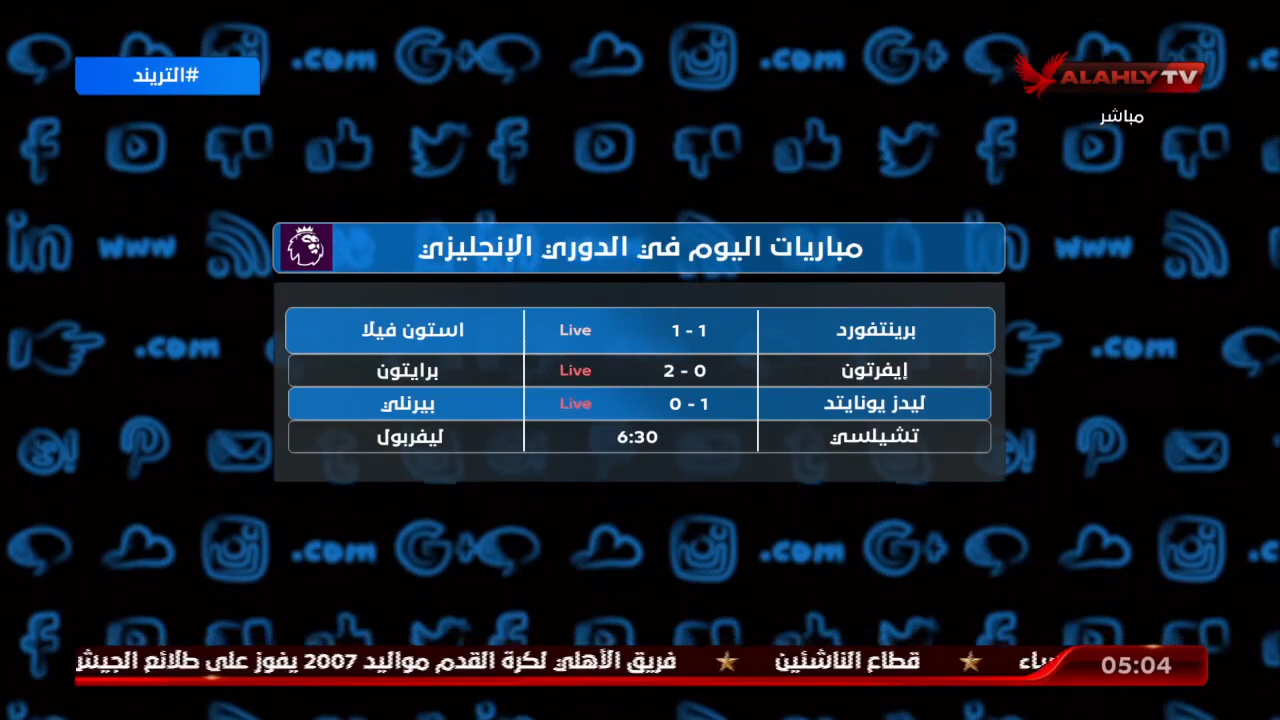 #التريند
ALAHLYTV
مباشر
مباريات اليوم في الدوري الإنجليزي
برينتفورد 1 - 1 Live استون فيلا
إيفرتون 0 - 2 Live برايتون
ليدز يونايتد 1 - 0 Live بيرنلي
تشيلسي 6:30 ليفربول
قطاع الناشئين ★ فريق الأهلي لكرة القدم مواليد 2007 يفوز على طلائع الجيش
05:04